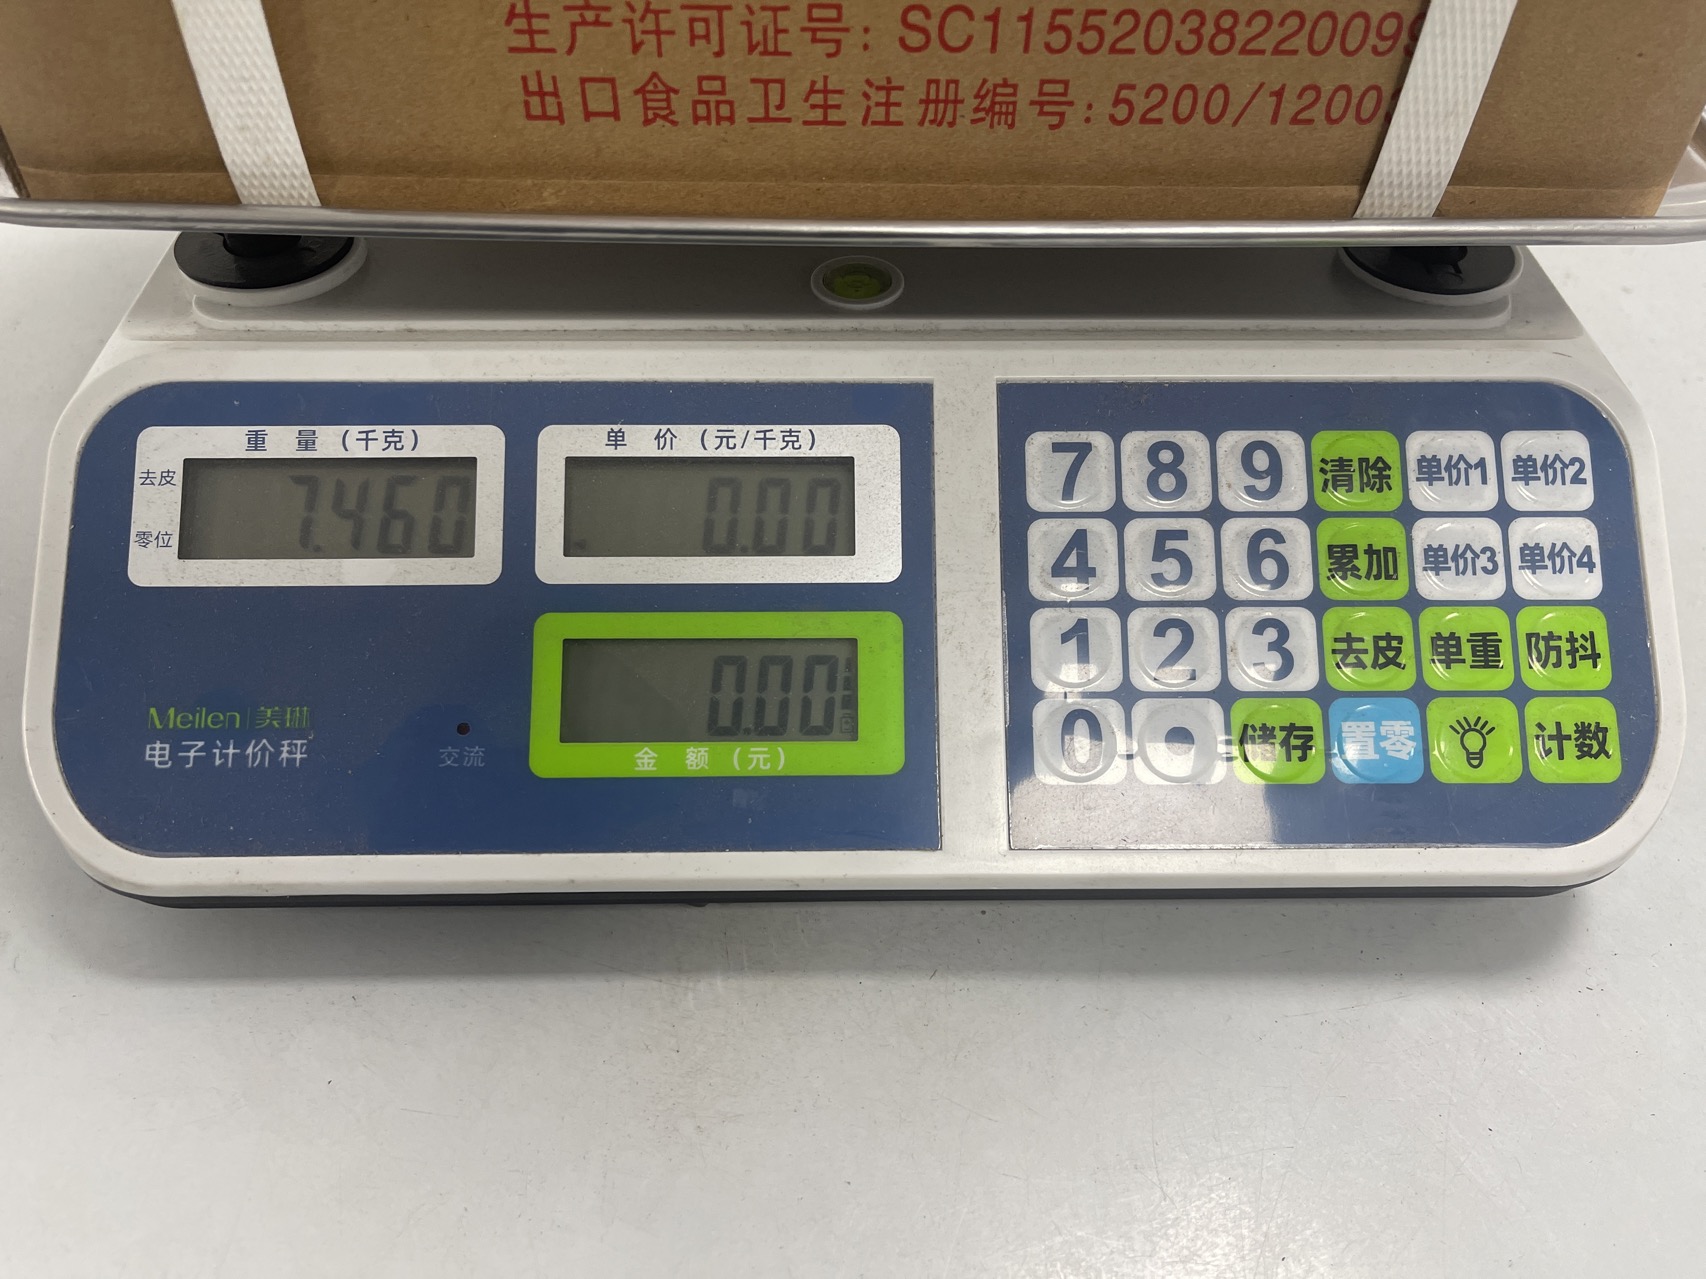 生产许可证号: SC11552038220099
出口食品卫生注册编号: 5200/1200
重量(千克)
单价(元/千克)
去皮
零位
7.460
0.00
0.00
金额(元)
Meilen 美琳
电子计价秤
交流
7 8 9 清除 单价1 单价2
4 5 6 累加 单价3 单价4
1 2 3 去皮 单重 防抖
0 . 储存 置零 计数